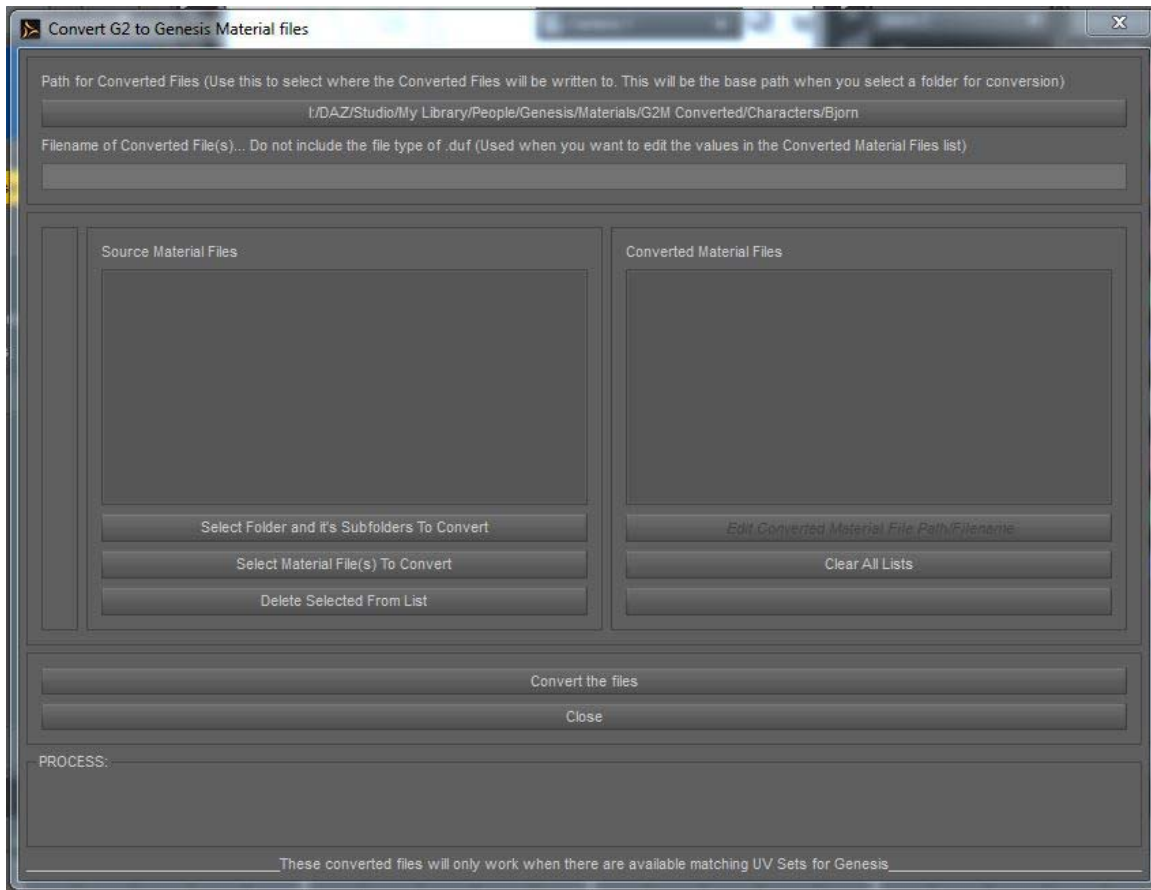 Convert G2 to Genesis Material files
Path for Converted Files (Use this to select where the Converted Files will be written to. This will be the base path when you select a folder for conversion)
I:/DAZ/Studio/My Library/People/Genesis/Materials/G2M Converted/Characters/Bjorn
Filename of Converted File(s)... Do not include the file type of .duf (Used when you want to edit the values in the Converted Material Files list)
Source Material Files
Select Folder and it's Subfolders To Convert
Select Material File(s) To Convert
Delete Selected From List
Converted Material Files
Edit Converted Material File Path/Filename
Clear All Lists
Convert the files
Close
PROCESS:
These converted files will only work when there are available matching UV Sets for Genesis